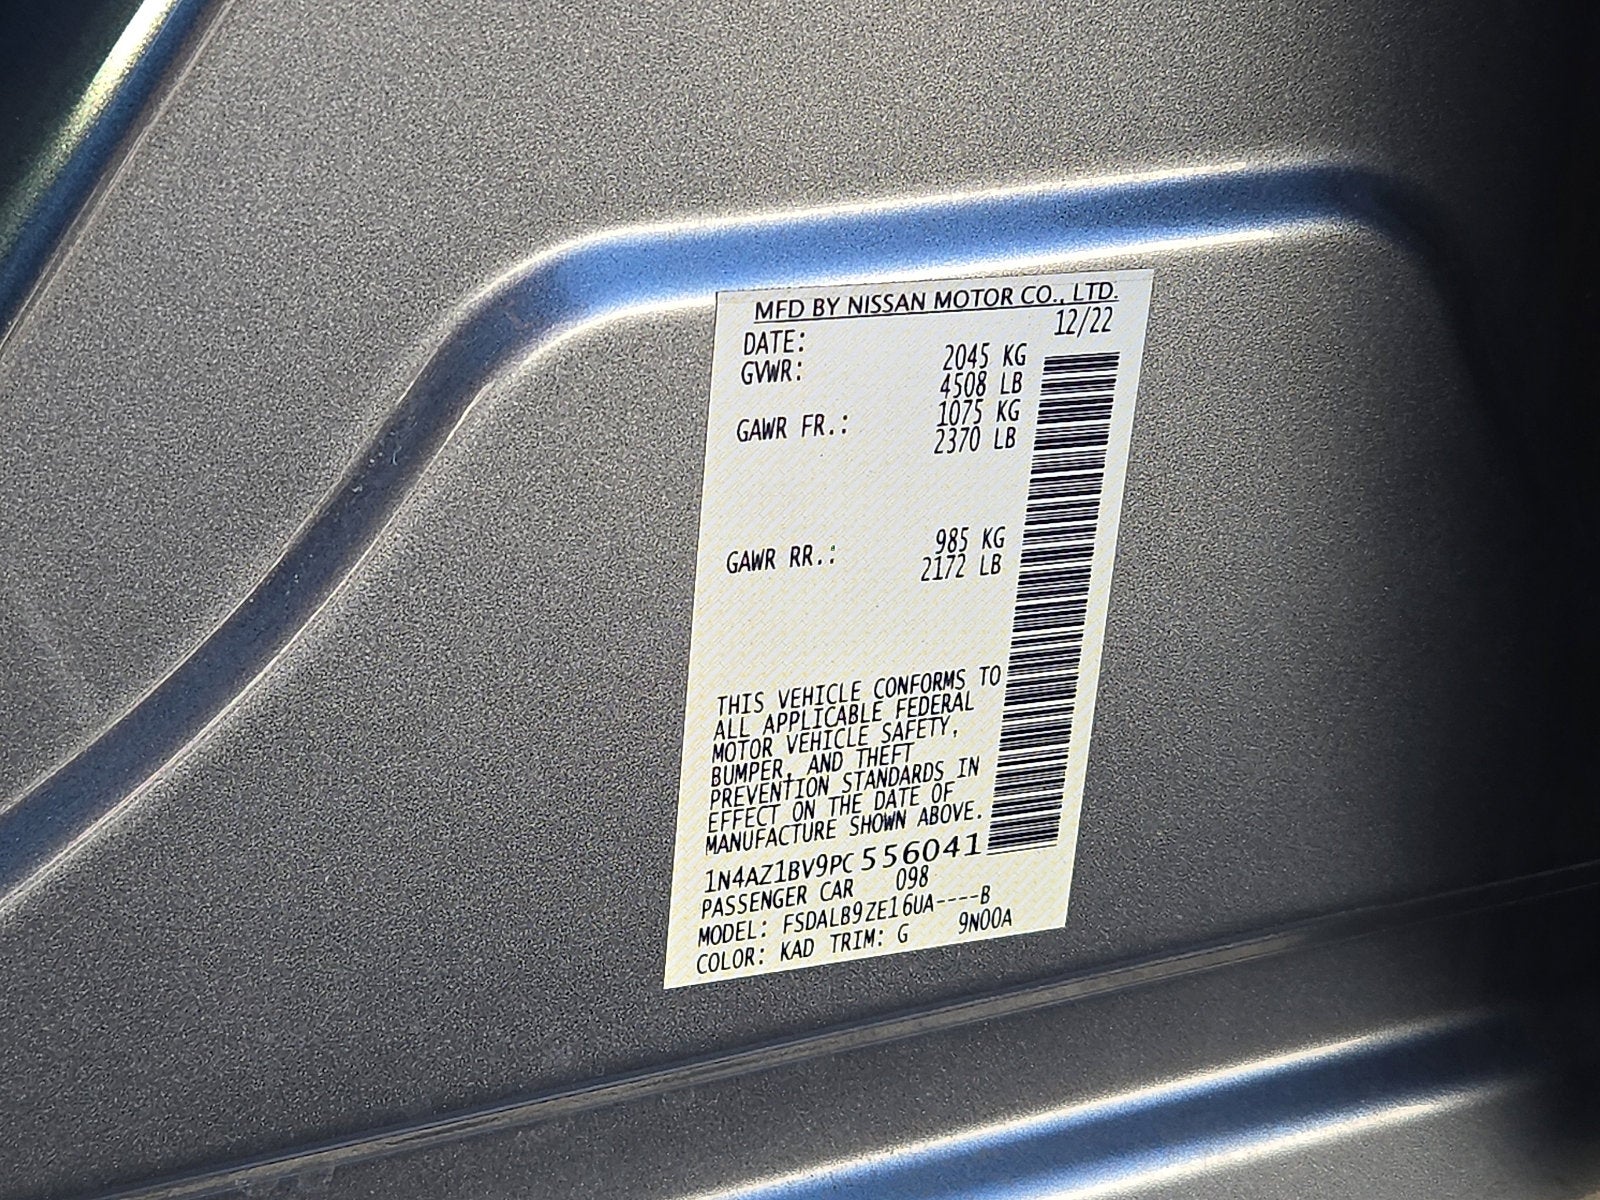 MFD BY NISSAN MOTOR CO., LTD.
DATE: 12/22
GVWR: 2045 KG
4508 LB
GAWR FR.: 1075 KG
2370 LB
GAWR RR.: 985 KG
2172 LB
THIS VEHICLE CONFORMS TO
ALL APPLICABLE FEDERAL
MOTOR VEHICLE SAFETY,
BUMPER, AND THEFT
PREVENTION STANDARDS IN
EFFECT ON THE DATE OF
MANUFACTURE SHOWN ABOVE.
1N4AZ1BV9PC556041
PASSENGER CAR 098
MODEL: FSDALB9ZE16UA----B
COLOR: KAD TRIM: G 9N00A